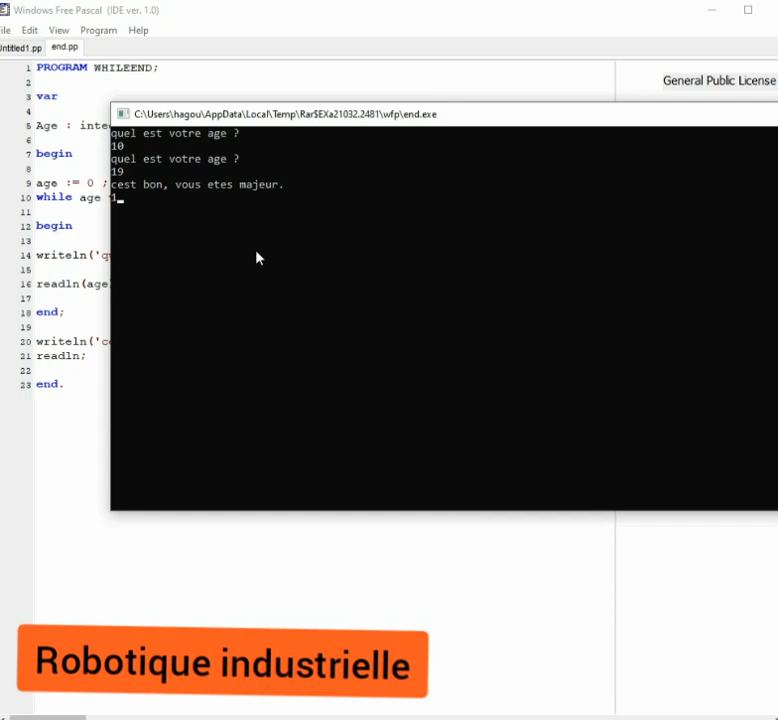 Windows Free Pascal (IDE ver. 1.0)
File Edit View Program Help
Untitled1.pp end.pp
General Public License
1 PROGRAM WHILEEND;
2
3 var
4
5 Age : inte
6
7 begin
8
9 age := 0 ;
10 while age
11
12 begin
13
14 writeln('q
15
16 readln(age
17
18 end;
19
20 writeln('c
21 readln;
22
23 end.
C:\Users\hagou\AppData\Local\Temp\Rar$EXa21032.2481\wfp\end.exe
quel est votre age ?
10
quel est votre age ?
19
cest bon, vous etes majeur.
1_
Robotique industrielle